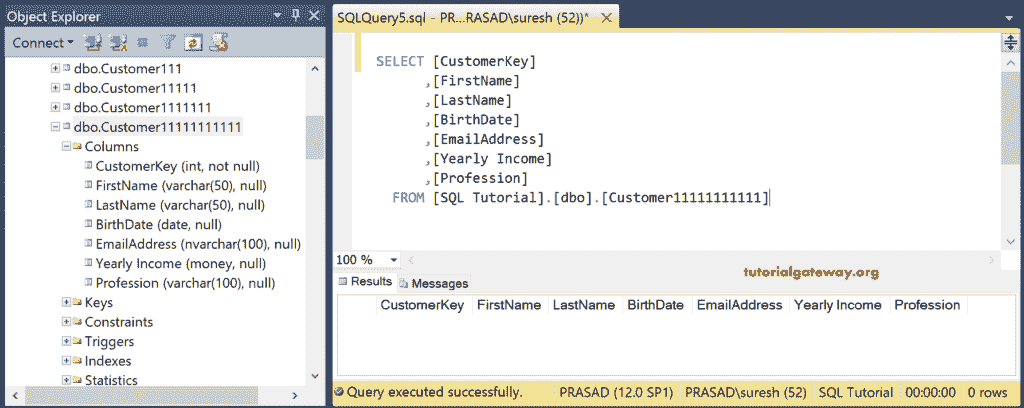 Object Explorer
Connect
dbo.Customer111
dbo.Customer11111
dbo.Customer1111111
dbo.Customer11111111111
Columns
CustomerKey (int, not null)
FirstName (varchar(50), null)
LastName (varchar(50), null)
BirthDate (date, null)
EmailAddress (nvarchar(100), null)
Yearly Income (money, null)
Profession (varchar(100), null)
Keys
Constraints
Triggers
Indexes
Statistics
SQLQuery5.sql - PR...RASAD\suresh (52))*
SELECT [CustomerKey]
,[FirstName]
,[LastName]
,[BirthDate]
,[EmailAddress]
,[Yearly Income]
,[Profession]
FROM [SQL Tutorial].[dbo].[Customer11111111111]
100 %
tutorialgateway.org
Results Messages
CustomerKey FirstName LastName BirthDate EmailAddress Yearly Income Profession
Query executed successfully. PRASAD (12.0 SP1) PRASAD\suresh (52) SQL Tutorial 00:00:00 0 rows